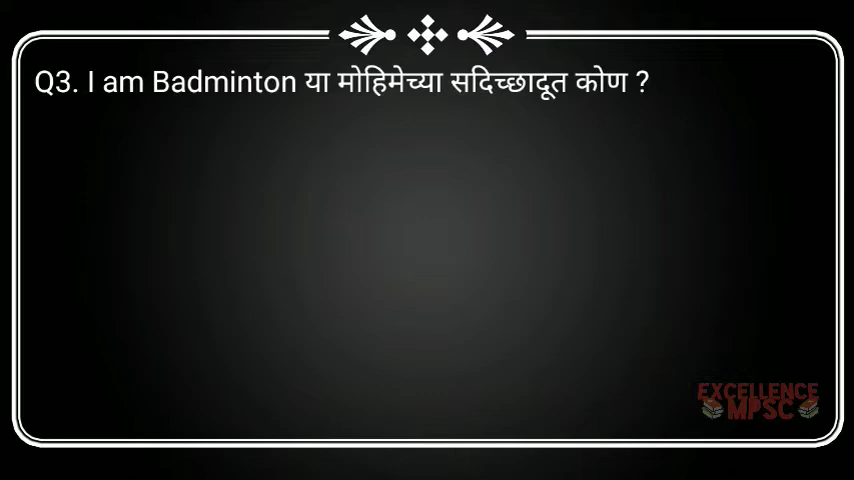 Q3. I am Badminton या मोहिमेच्या सदिच्छादूत कोण ?
EXCELLENCE
MPSC